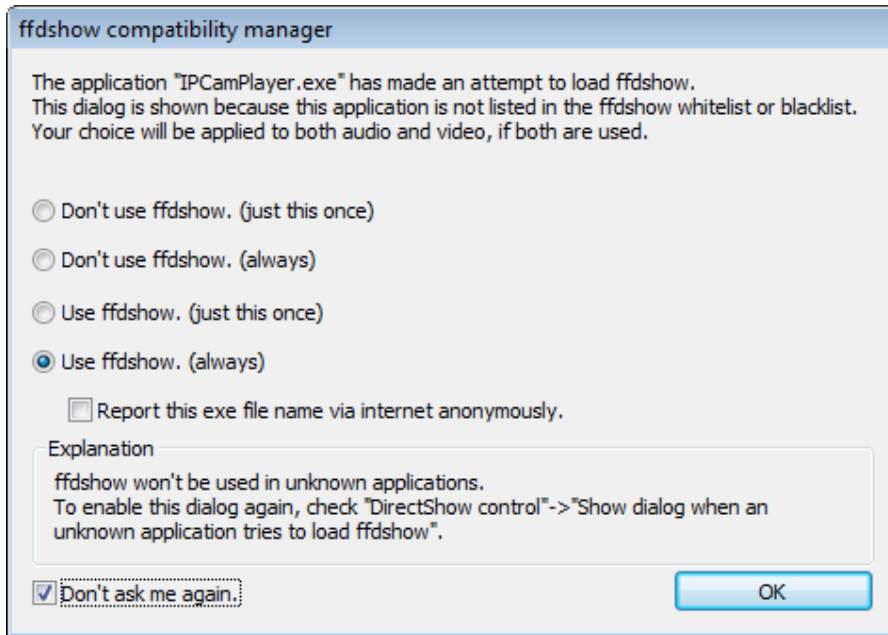 ffdshow compatibility manager
The application "IPCamPlayer.exe" has made an attempt to load ffdshow.
This dialog is shown because this application is not listed in the ffdshow whitelist or blacklist.
Your choice will be applied to both audio and video, if both are used.
Don't use ffdshow. (just this once)
Don't use ffdshow. (always)
Use ffdshow. (just this once)
Use ffdshow. (always)
Report this exe file name via internet anonymously.
Explanation
ffdshow won't be used in unknown applications.
To enable this dialog again, check "DirectShow control"->"Show dialog when an
unknown application tries to load ffdshow".
Don't ask me again.
OK